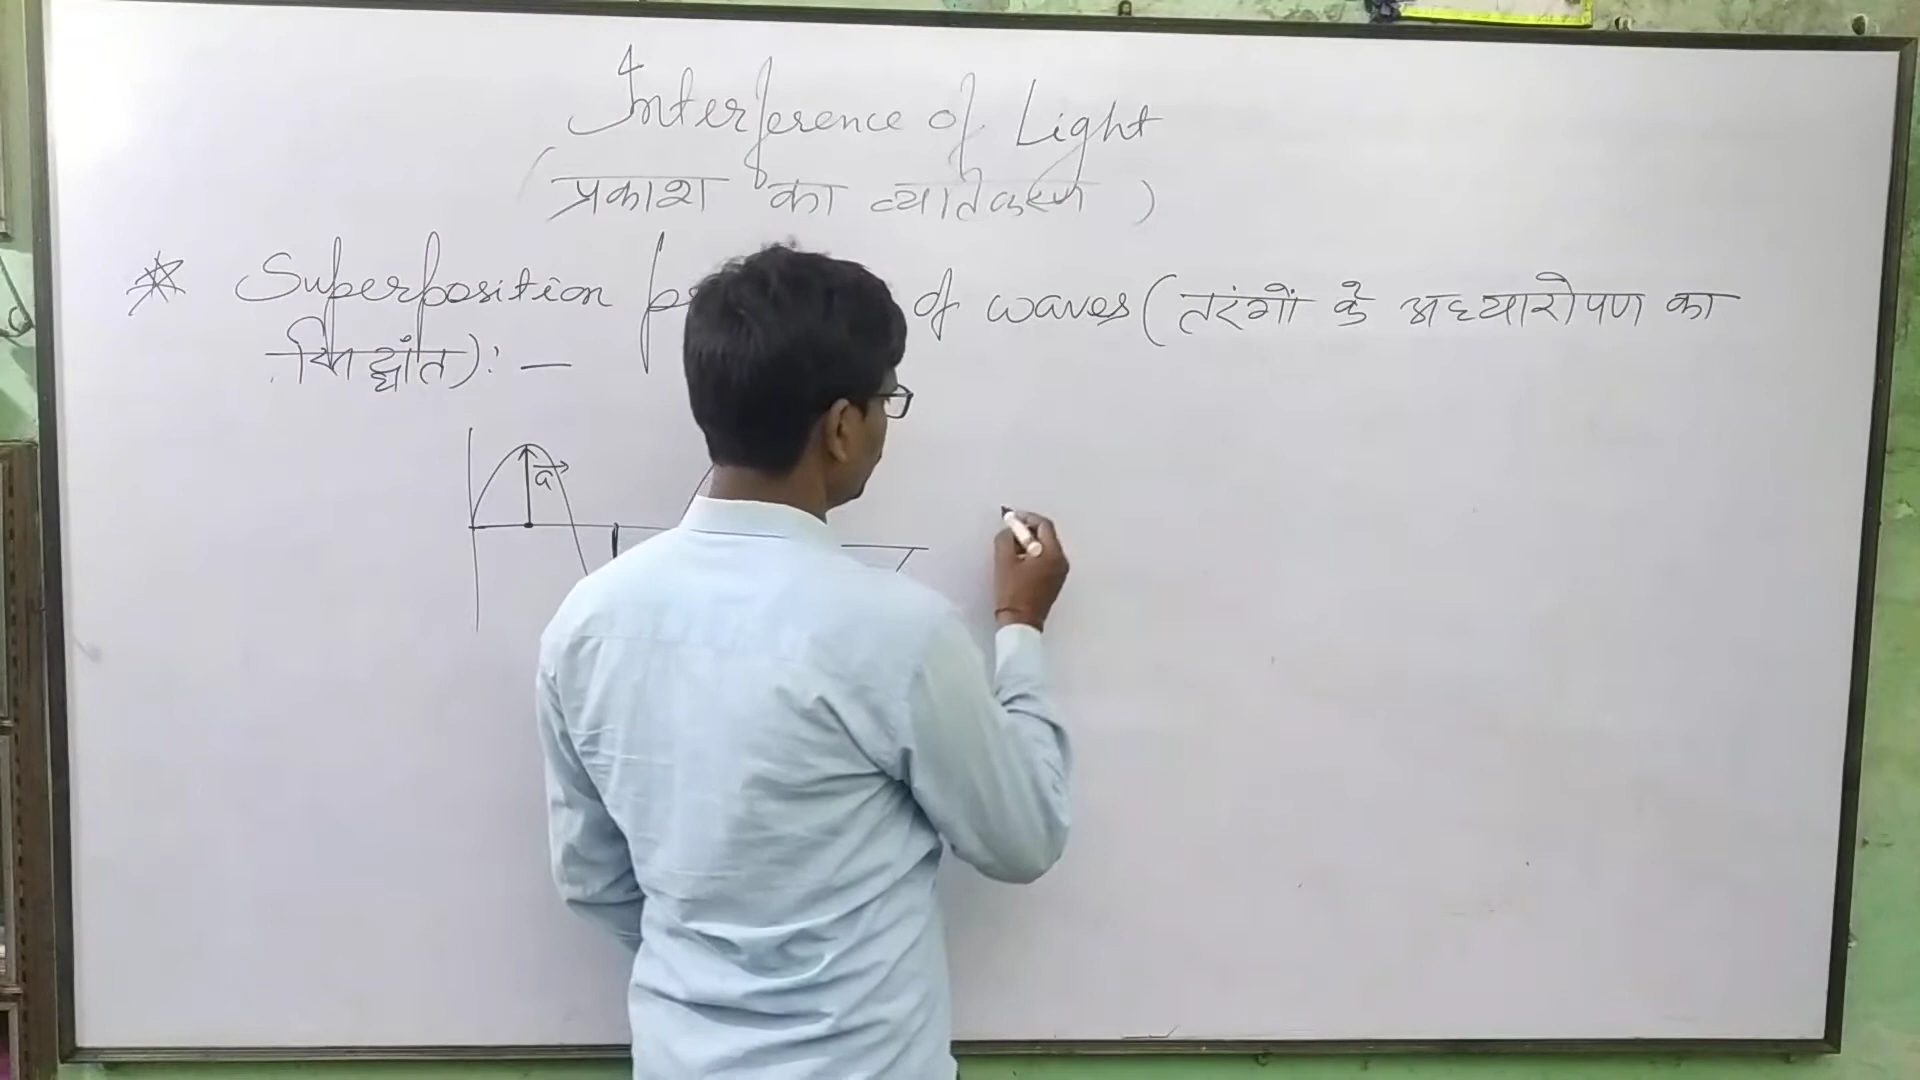 Interference of Light
(प्रकाश का व्यतिकरण)
* Superposition of waves (तरंगों के अध्यारोपण का
सिद्धांत):-
a